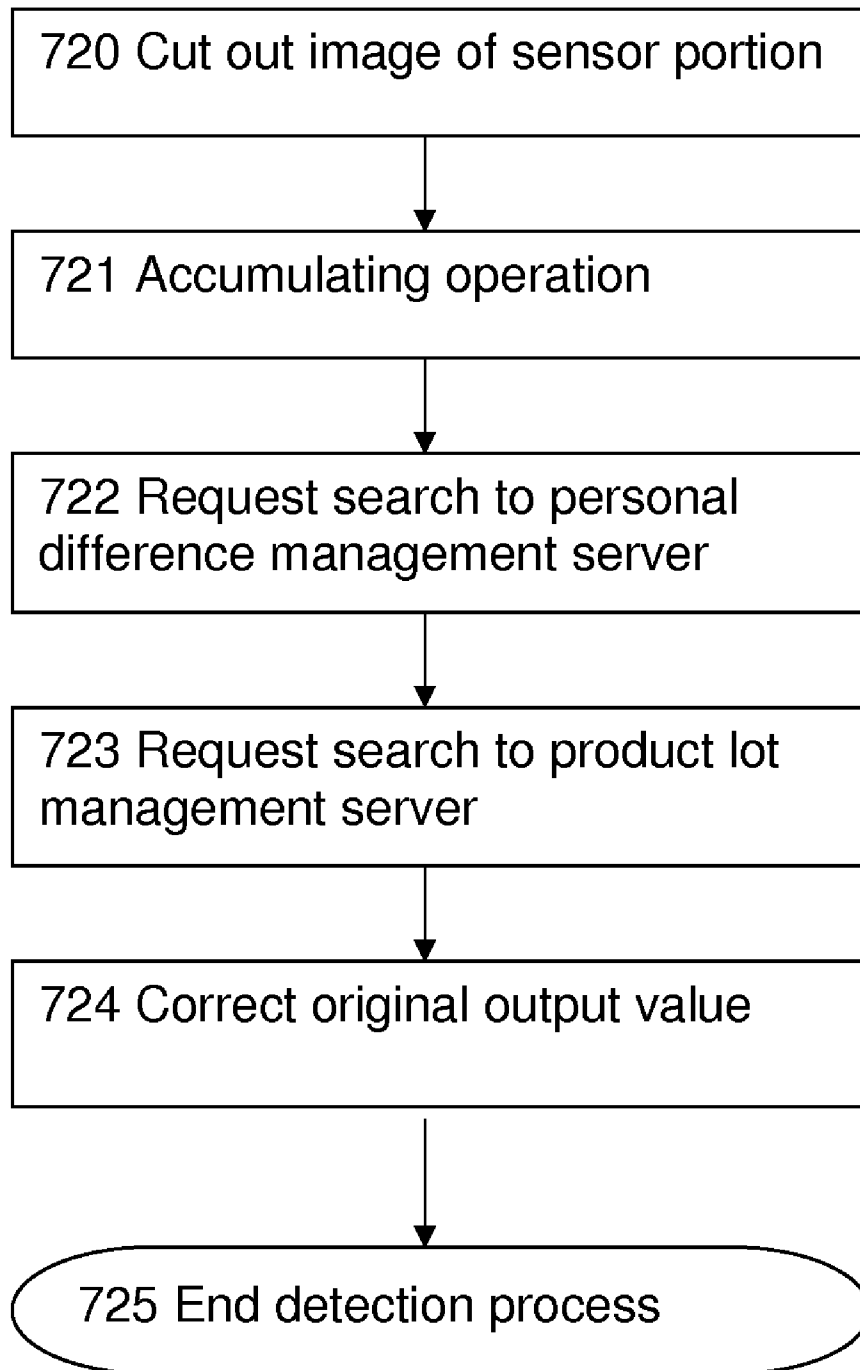 720 Cut out image of sensor portion
721 Accumulating operation
722 Request search to personal
difference management server
723 Request search to product lot
management server
724 Correct original output value
725 End detection process